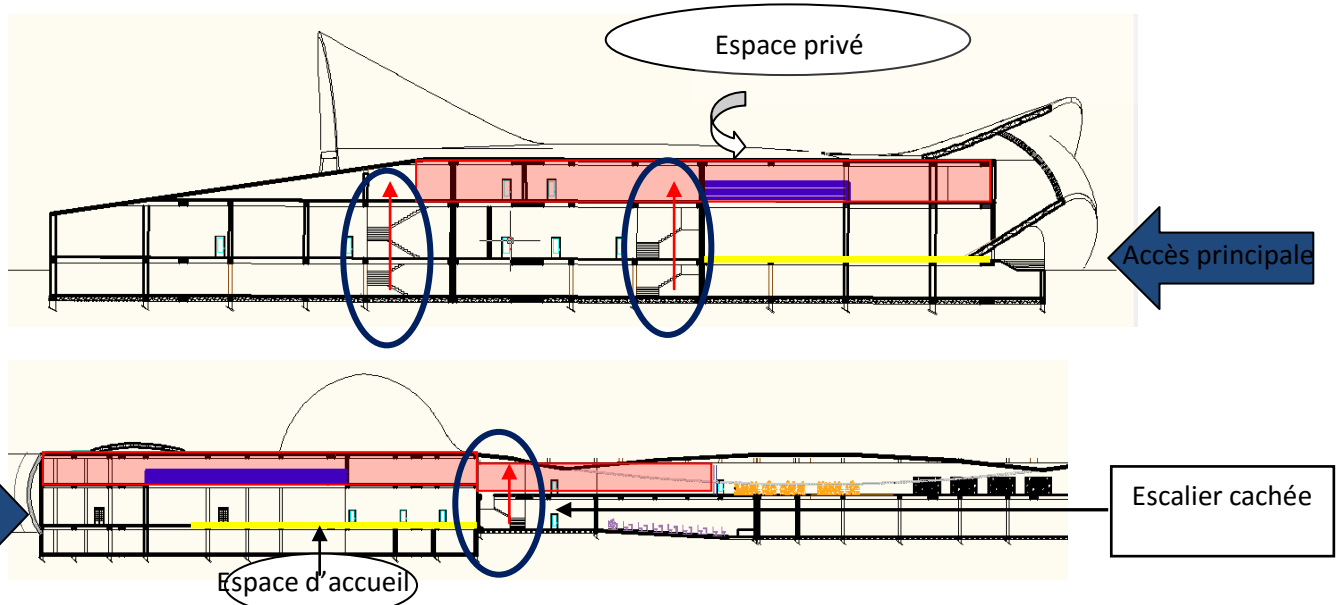 Espace privé
Accès principale
Escalier cachée
Espace d'accueil